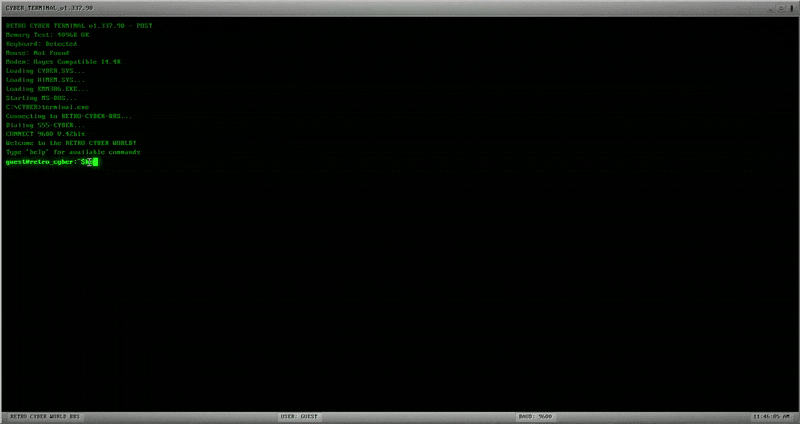 CYBER_TERMINAL_v1.337.90
RETRO CYBER TERMINAL v1.337.90 - POST
Memory Test: 4096K OK
Keyboard: Detected
Mouse: Not Found
Modem: Hayes Compatible 14.4K
Loading CYBER.SYS...
Loading HIMEM.SYS...
Loading EMM386.EXE...
Starting MS-DOS...
C:\CYBER>terminal.exe
Connecting to RETRO-CYBER-BBS...
Dialing 555-CYBER...
CONNECT 9600 V.42bis
Welcome to the RETRO CYBER WORLD!
Type "help" for available commands
guest@retro_cyber:~$
RETRO CYBER WORLD BBS
USER: GUEST
BAUD: 9600
11:46:05 AM